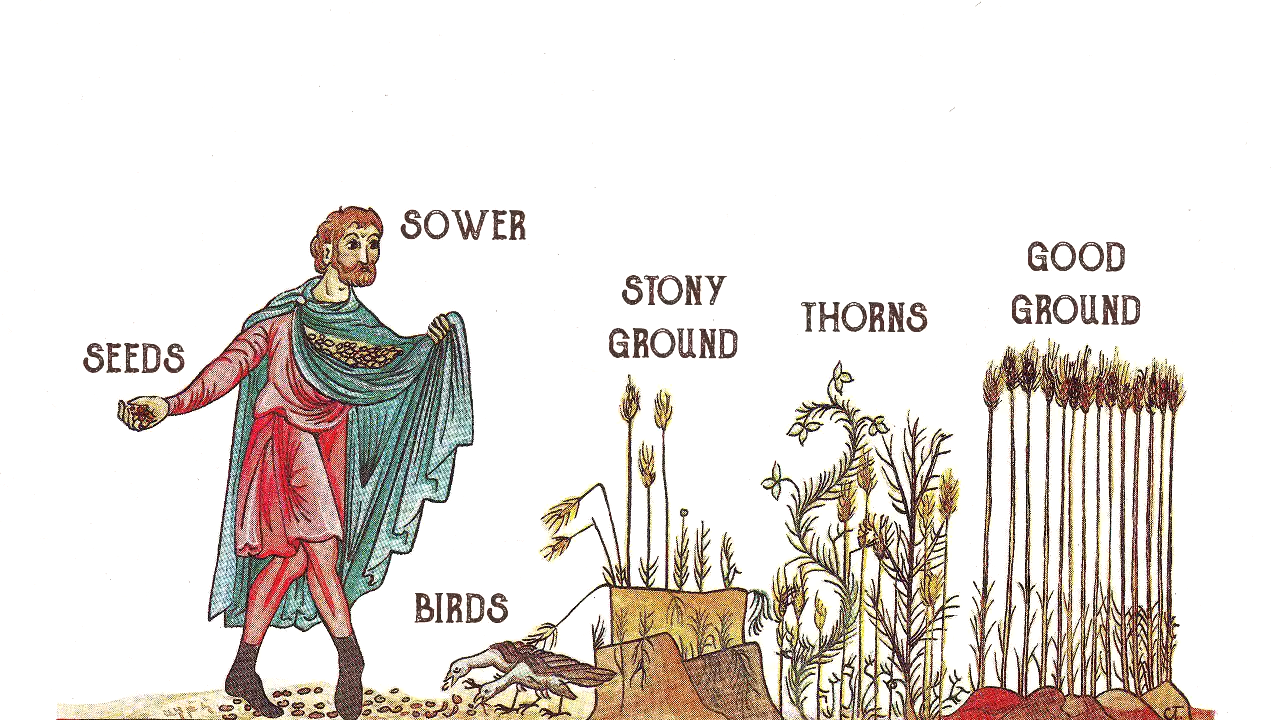 SOWER
SEEDS
BIRDS
STONY
GROUND
THORNS
GOOD
GROUND